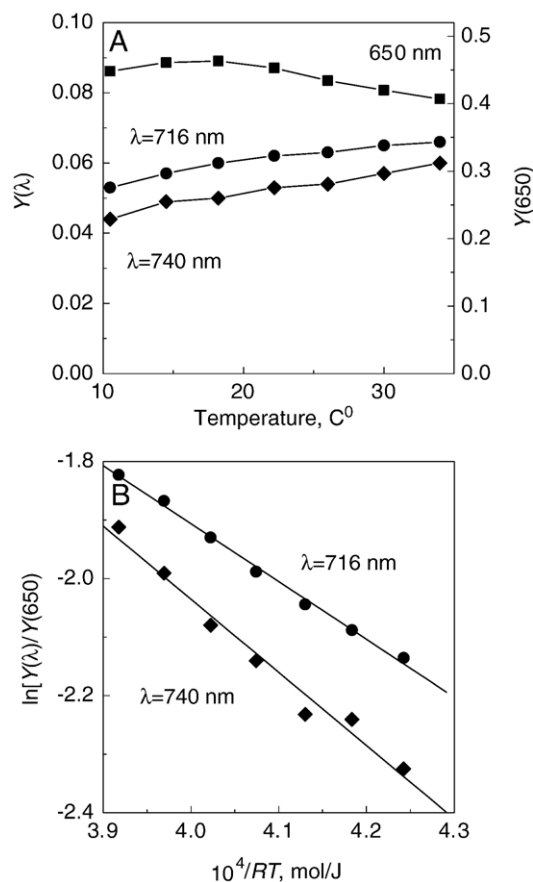 A
650 nm
λ=716 nm
λ=740 nm
0.10
0.08
0.06
0.04
0.02
0.00
Y(λ)
0.5
0.4
0.3
0.2
0.1
0.0
Y(650)
10 20 30
Temperature, C⁰
B
λ=716 nm
λ=740 nm
-1.8
-2.0
-2.2
-2.4
ln[Y(λ)/Y(650)
3.9 4.0 4.1 4.2 4.3
10⁴/RT, mol/J